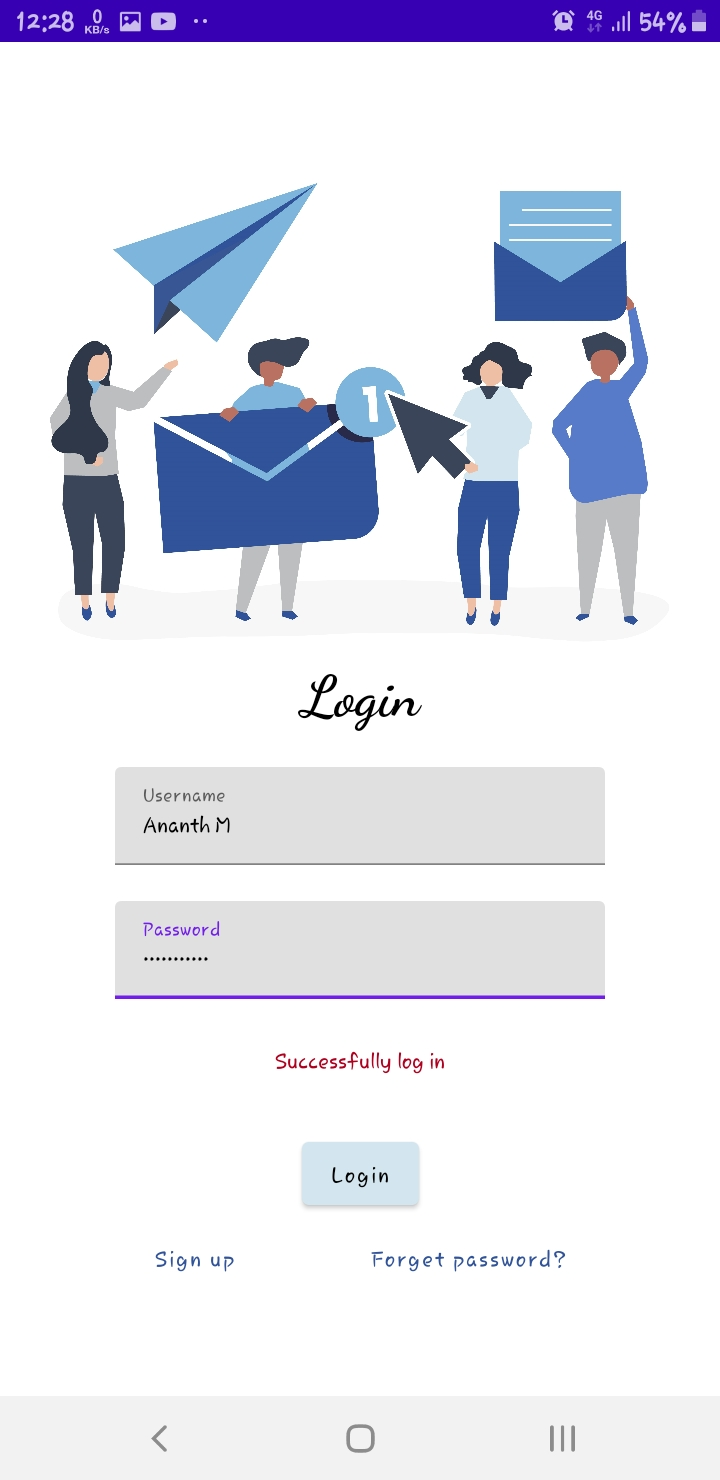 12:28 0 KB/s 4G 54%
1
Login
Username
Ananth M
Password
•••••••••••
Successfully log in
Login
Sign up Forget password?